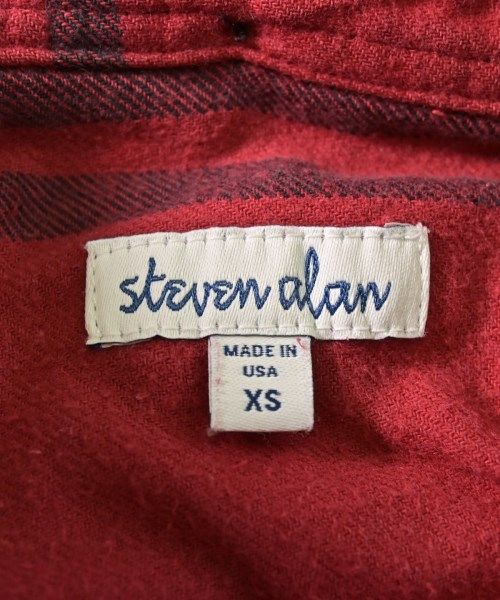 steven alan
MADE IN
USA
XS